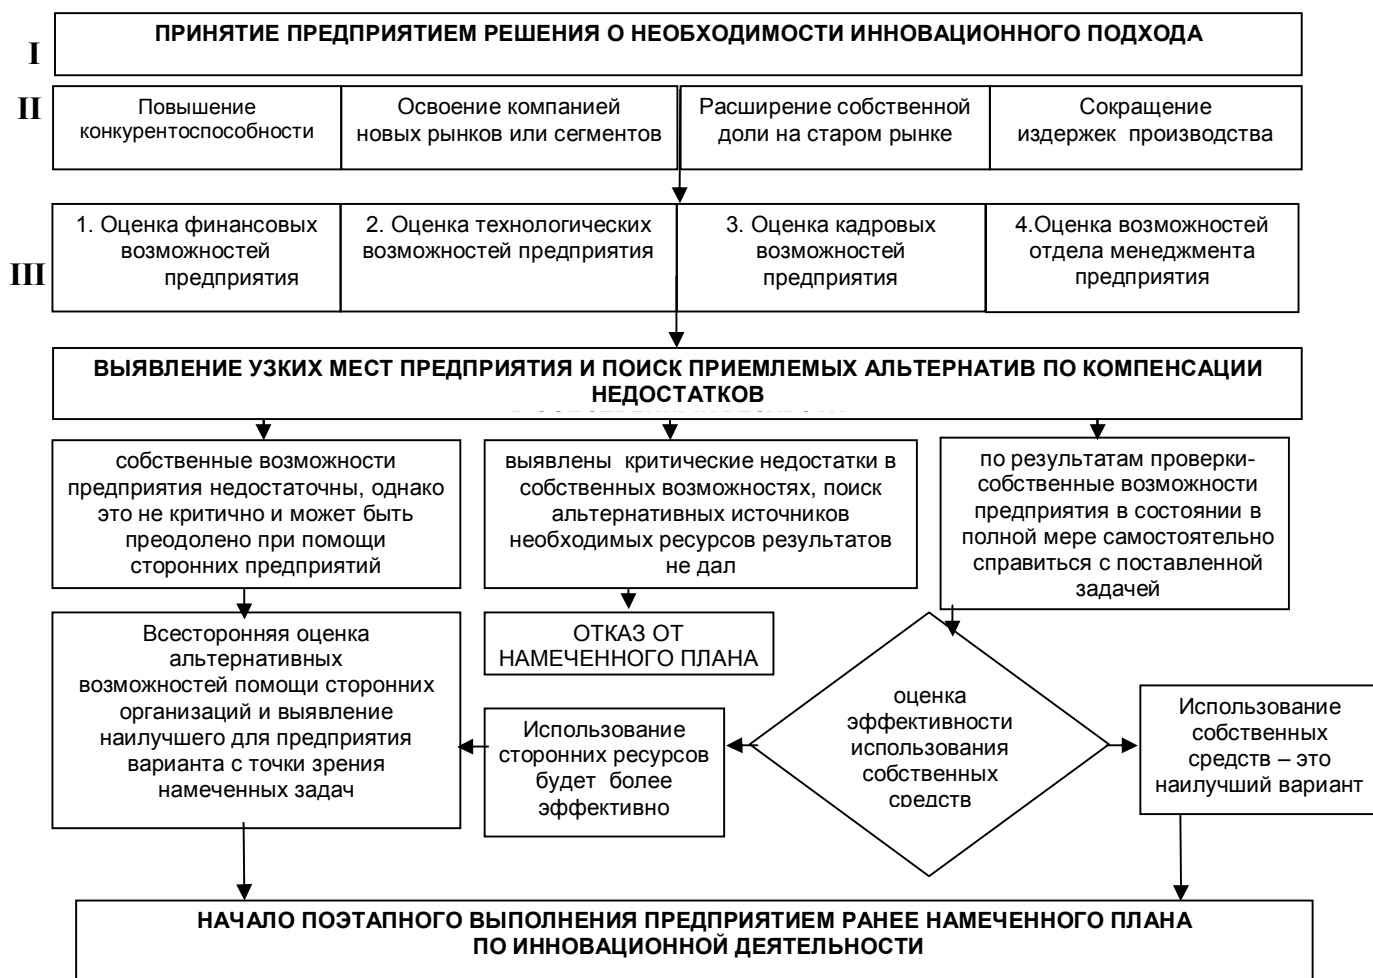 I
ПРИНЯТИЕ ПРЕДПРИЯТИЕМ РЕШЕНИЯ О НЕОБХОДИМОСТИ ИННОВАЦИОННОГО ПОДХОДА
II
Повышение
конкурентоспособности
Освоение компанией
новых рынков или сегментов
Расширение собственной
доли на старом рынке
Сокращение
издержек производства
III
1. Оценка финансовых
возможностей
предприятия
2. Оценка технологических
возможностей предприятия
3. Оценка кадровых
возможностей
предприятия
4.Оценка возможностей
отдела менеджмента
предприятия
ВЫЯВЛЕНИЕ УЗКИХ МЕСТ ПРЕДПРИЯТИЯ И ПОИСК ПРИЕМЛЕМЫХ АЛЬТЕРНАТИВ ПО КОМПЕНСАЦИИ
НЕДОСТАТКОВ
собственные возможности
предприятия недостаточны, однако
это не критично и может быть
преодолено при помощи
сторонних предприятий
выявлены критические недостатки в
собственных возможностях, поиск
альтернативных источников
необходимых ресурсов результатов
не дал
по результатам проверки-
собственные возможности
предприятия в состоянии в
полной мере самостоятельно
справиться с поставленной
задачей
Всесторонняя оценка
альтернативных
возможностей помощи сторонних
организаций и выявление
наилучшего для предприятия
варианта с точки зрения
намеченных задач
ОТКАЗ ОТ
НАМЕЧЕННОГО ПЛАНА
Использование
сторонних ресурсов
будет более
эффективно
оценка
эффективности
использования
собственных
средств
Использование
собственных
средств – это
наилучший вариант
НАЧАЛО ПОЭТАПНОГО ВЫПОЛНЕНИЯ ПРЕДПРИЯТИЕМ РАНЕЕ НАМЕЧЕННОГО ПЛАНА
ПО ИННОВАЦИОННОЙ ДЕЯТЕЛЬНОСТИ